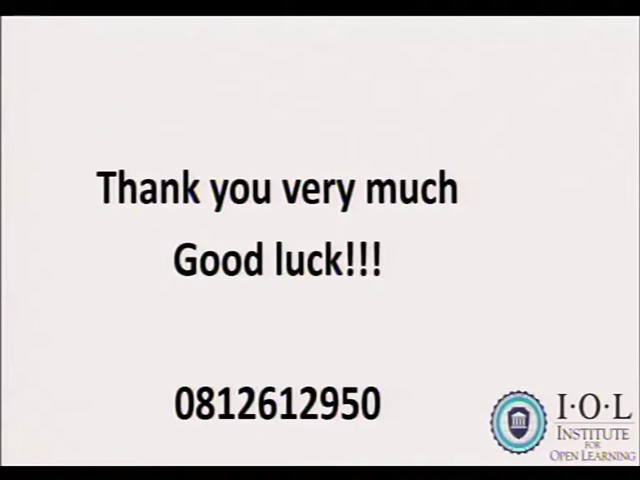 Thank you very much
Good luck!!!
0812612950
I·O·L
INSTITUTE
FOR
OPEN LEARNING